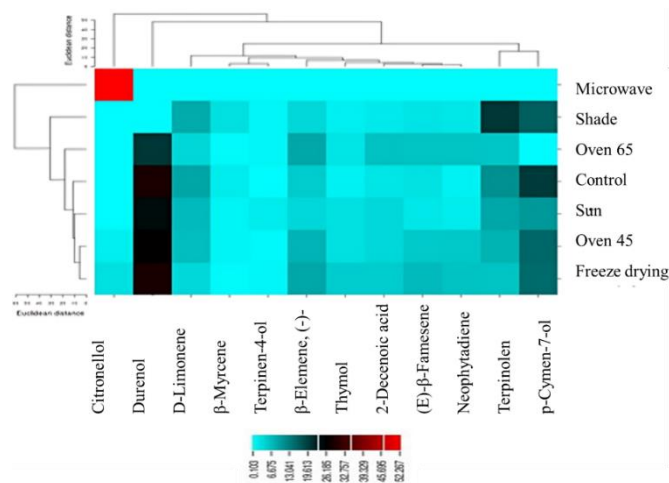 Euclidean distance
Microwave
Shade
Oven 65
Control
Sun
Oven 45
Freeze drying
Euclidean distance
Citronellol
Durenol
D-Limonene
β-Myrcene
Terpinen-4-ol
β-Elemene, (-)-
Thymol
2-Decenoic acid
(E)-β-Famesene
Neophytadiene
Terpinolen
p-Cymen-7-ol
0.103
6.675
13.041
19.613
26.185
32.757
39.329
45.695
52.267